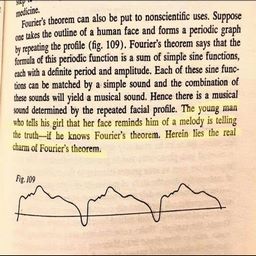 medicine.
Fourier's theorem can also be put to nonscientific uses. Suppose
one takes the outline of a human face and forms a periodic graph
by repeating the profile (fig. 109). Fourier's theorem says that the
formula of this periodic function is a sum of simple sine functions,
each with a definite period and amplitude. Each of these sine func-
tions can be matched by a simple sound and the combination of
these sounds will yield a musical sound. Hence there is a musical
sound determined by the repeated facial profile. The young man
who tells his girl that her face reminds him of a melody is telling
the truth—if he knows Fourier's theorem. Herein lies the real
charm of Fourier's theorem.
Fig. 109